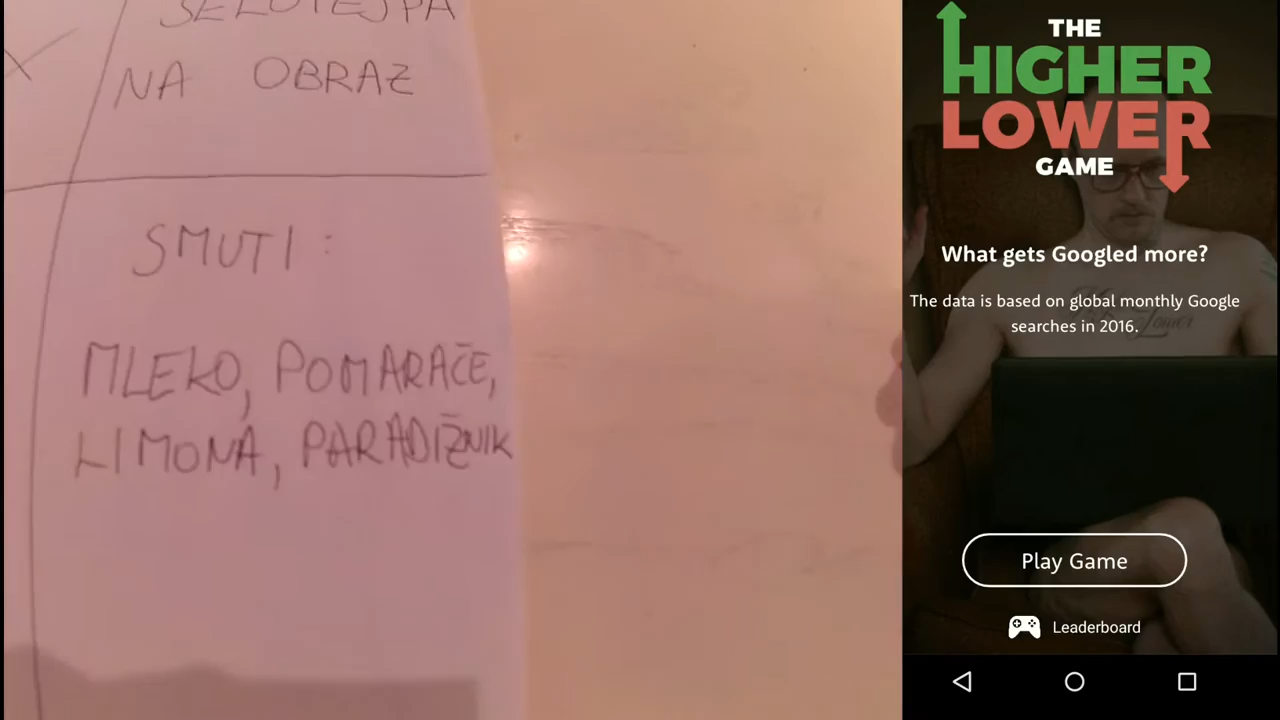 SELOTEJPA
NA OBRAZ
SMUTI:
MLEKO, POMARAČE,
LIMONA, PARADIŽNIK
THE
HIGHER
LOWER
GAME
What gets Googled more?
The data is based on global monthly Google
searches in 2016.
Play Game
Leaderboard